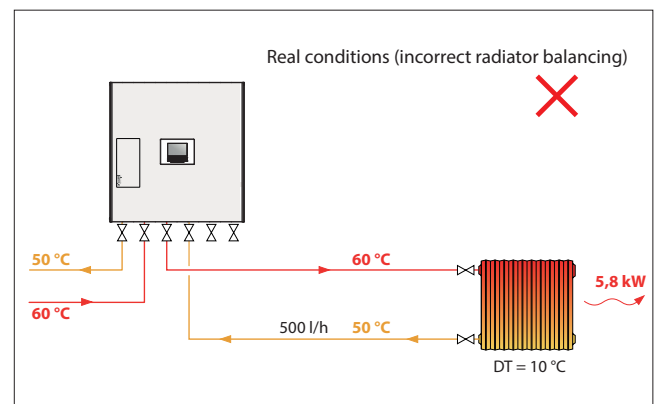 Real conditions (incorrect radiator balancing)
50 °C
60 °C
60 °C
5,8 kW
500 l/h 50 °C
DT = 10 °C